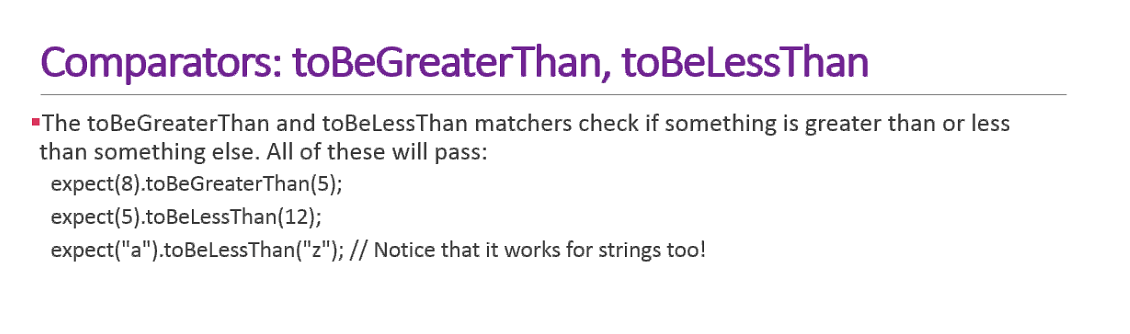 Comparators: toBeGreaterThan, toBeLessThan
▪The toBeGreaterThan and toBeLessThan matchers check if something is greater than or less
than something else. All of these will pass:
expect(8).toBeGreaterThan(5);
expect(5).toBeLessThan(12);
expect("a").toBeLessThan("z"); // Notice that it works for strings too!